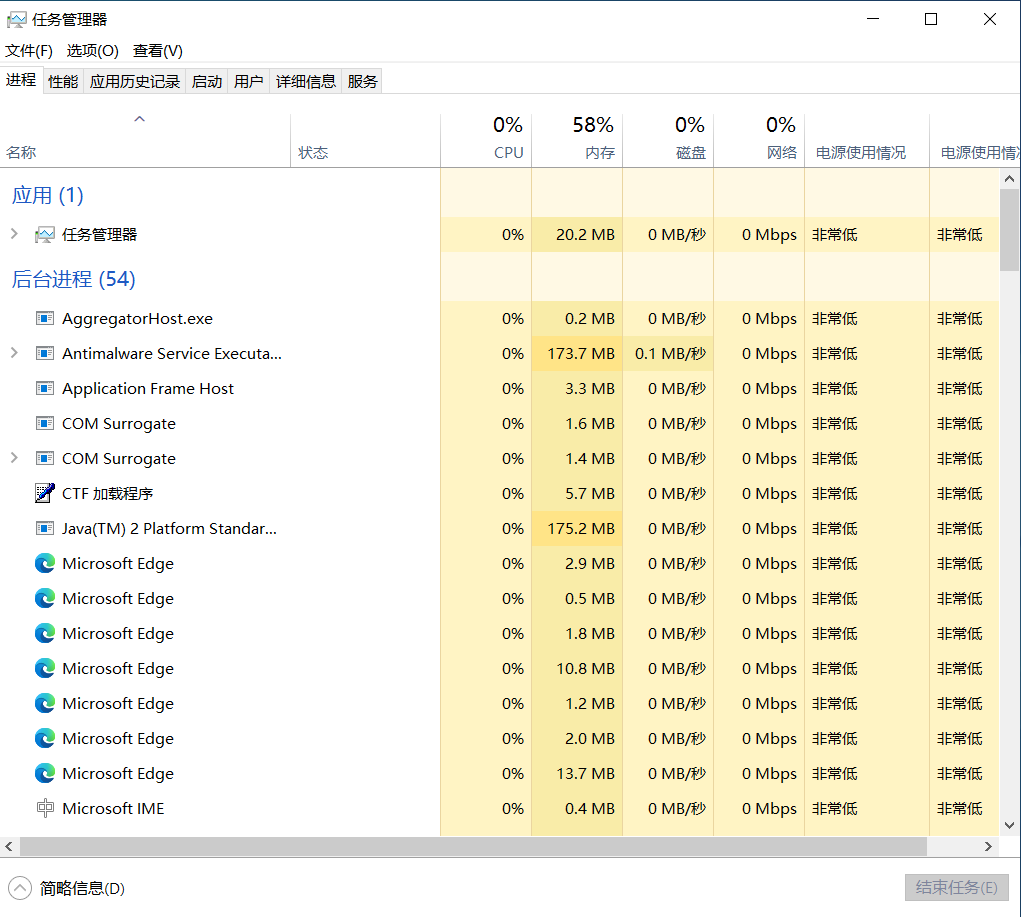 任务管理器
文件(F) 选项(O) 查看(V)
进程 性能 应用历史记录 启动 用户 详细信息 服务
0% 58% 0% 0%
名称 状态 CPU 内存 磁盘 网络 电源使用情况 电源使用情
应用 (1)
任务管理器 0% 20.2 MB 0 MB/秒 0 Mbps 非常低 非常低
后台进程 (54)
AggregatorHost.exe 0% 0.2 MB 0 MB/秒 0 Mbps 非常低 非常低
Antimalware Service Executa... 0% 173.7 MB 0.1 MB/秒 0 Mbps 非常低 非常低
Application Frame Host 0% 3.3 MB 0 MB/秒 0 Mbps 非常低 非常低
COM Surrogate 0% 1.6 MB 0 MB/秒 0 Mbps 非常低 非常低
COM Surrogate 0% 1.4 MB 0 MB/秒 0 Mbps 非常低 非常低
CTF 加载程序 0% 5.7 MB 0 MB/秒 0 Mbps 非常低 非常低
Java(TM) 2 Platform Standar... 0% 175.2 MB 0 MB/秒 0 Mbps 非常低 非常低
Microsoft Edge 0% 2.9 MB 0 MB/秒 0 Mbps 非常低 非常低
Microsoft Edge 0% 0.5 MB 0 MB/秒 0 Mbps 非常低 非常低
Microsoft Edge 0% 1.8 MB 0 MB/秒 0 Mbps 非常低 非常低
Microsoft Edge 0% 10.8 MB 0 MB/秒 0 Mbps 非常低 非常低
Microsoft Edge 0% 1.2 MB 0 MB/秒 0 Mbps 非常低 非常低
Microsoft Edge 0% 2.0 MB 0 MB/秒 0 Mbps 非常低 非常低
Microsoft Edge 0% 13.7 MB 0 MB/秒 0 Mbps 非常低 非常低
Microsoft IME 0% 0.4 MB 0 MB/秒 0 Mbps 非常低 非常低
简略信息(D) 结束任务(E)